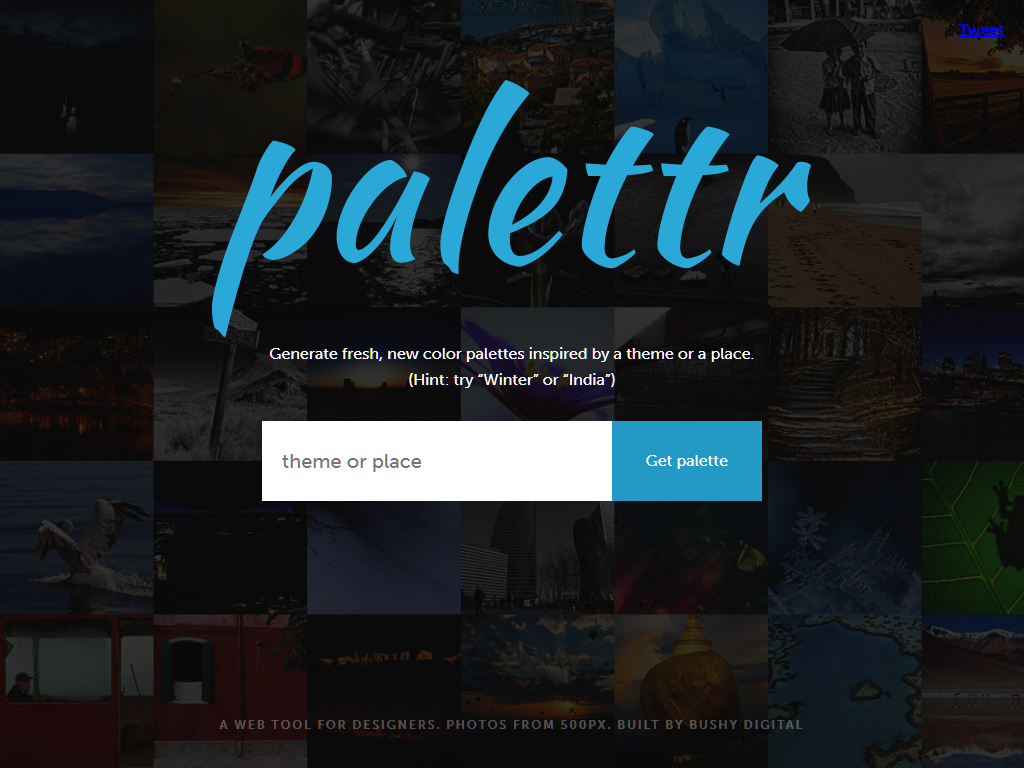 Tweet
palettr
Generate fresh, new color palettes inspired by a theme or a place.
(Hint: try “Winter” or “India”)
theme or place
Get palette
A WEB TOOL FOR DESIGNERS. PHOTOS FROM 500PX. BUILT BY BUSHY DIGITAL